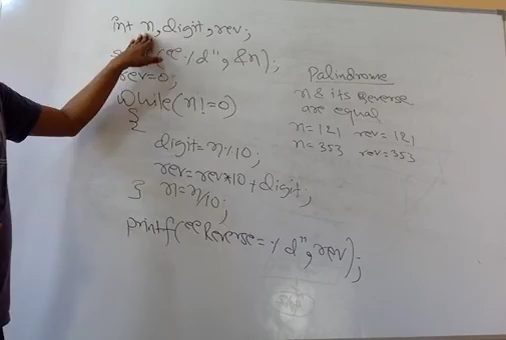 int n, digit, rev;
("%d", &n);
rev=0;
while(n!=0)
{
digit=n%10;
rev=rev*10+digit;
} n=n/10;
printf("Reverse=%d", rev);
Palindrome
n & its Reverse
are equal
n=121 rev=121
n=353 rev=353